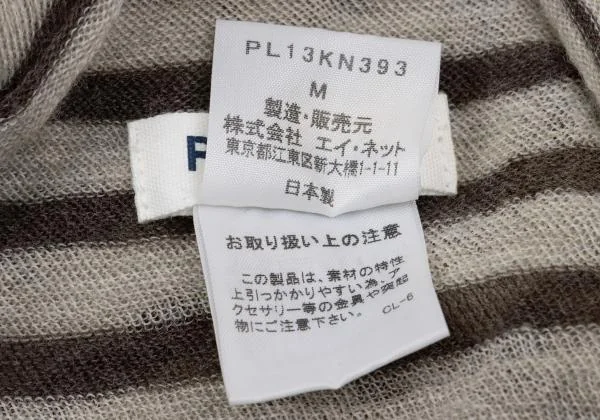 PL13KN393
M
製造・販売元
株式会社 エイ・ネット
東京都江東区新大橋1-1-11
日本製
お取り扱い上の注意
この製品は、素材の特性
上引っかかりやすい為、ア
クセサリー等の金具や突起
物にご注意下さい。 CL-6